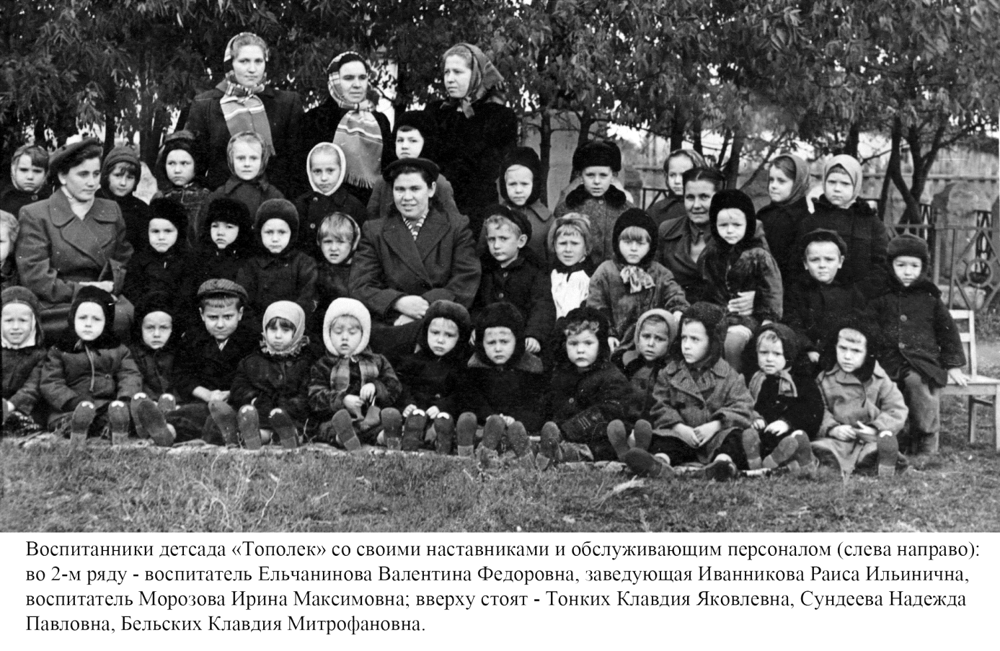 Воспитанники детсада «Тополек» со своими наставниками и обслуживающим персоналом (слева направо):
во 2-м ряду - воспитатель Ельчанинова Валентина Федоровна, заведующая Иванникова Раиса Ильинична,
воспитатель Морозова Ирина Максимовна; вверху стоят - Тонких Клавдия Яковлевна, Сундеева Надежда
Павловна, Бельских Клавдия Митрофановна.